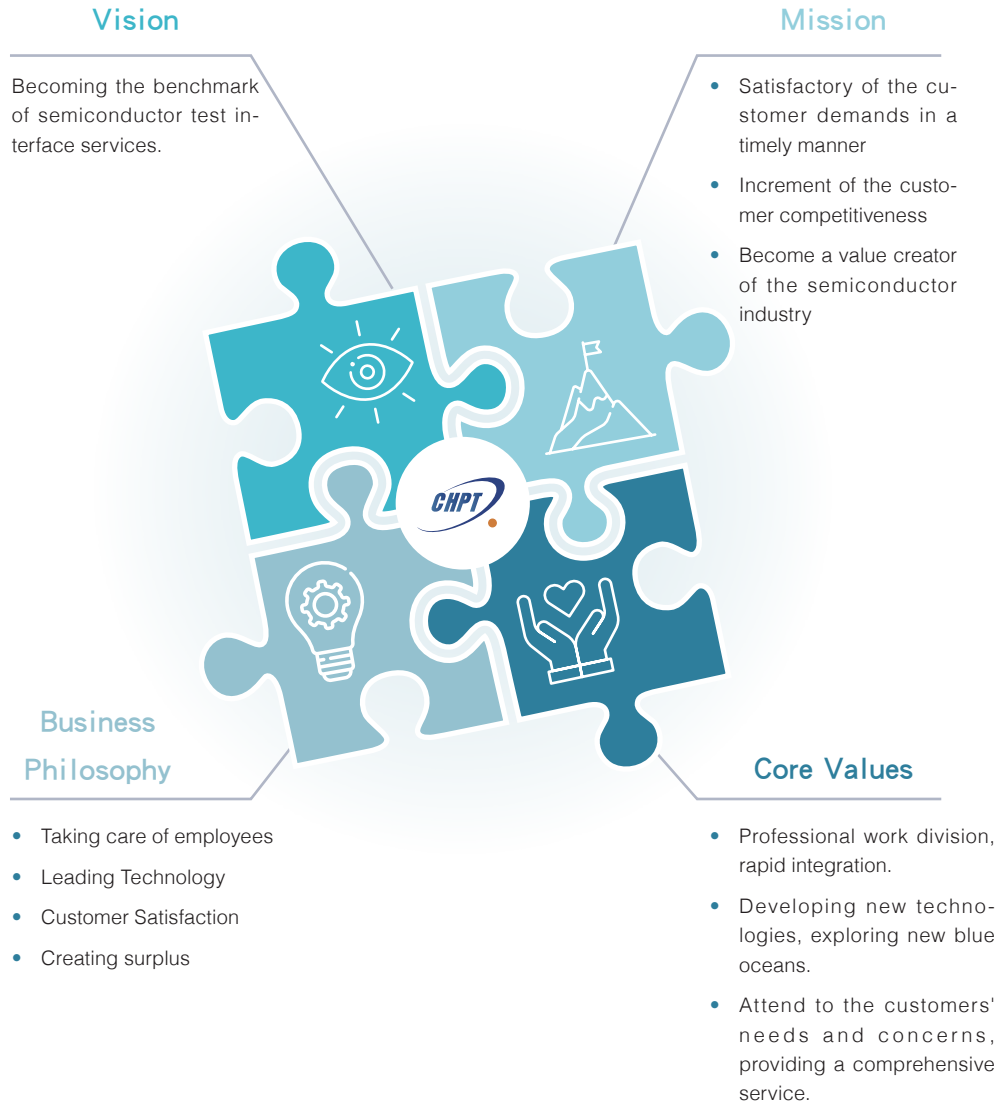 Vision
Becoming the benchmark
of semiconductor test in-
terface services.
Mission
• Satisfactory of the cu-
stomer demands in a
timely manner
• Increment of the custo-
mer competitiveness
• Become a value creator
of the semiconductor
industry
CHPT
Business
Philosophy
• Taking care of employees
• Leading Technology
• Customer Satisfaction
• Creating surplus
Core Values
• Professional work division,
rapid integration.
• Developing new techno-
logies, exploring new blue
oceans.
• Attend to the customers'
needs and concerns,
providing a comprehensive
service.